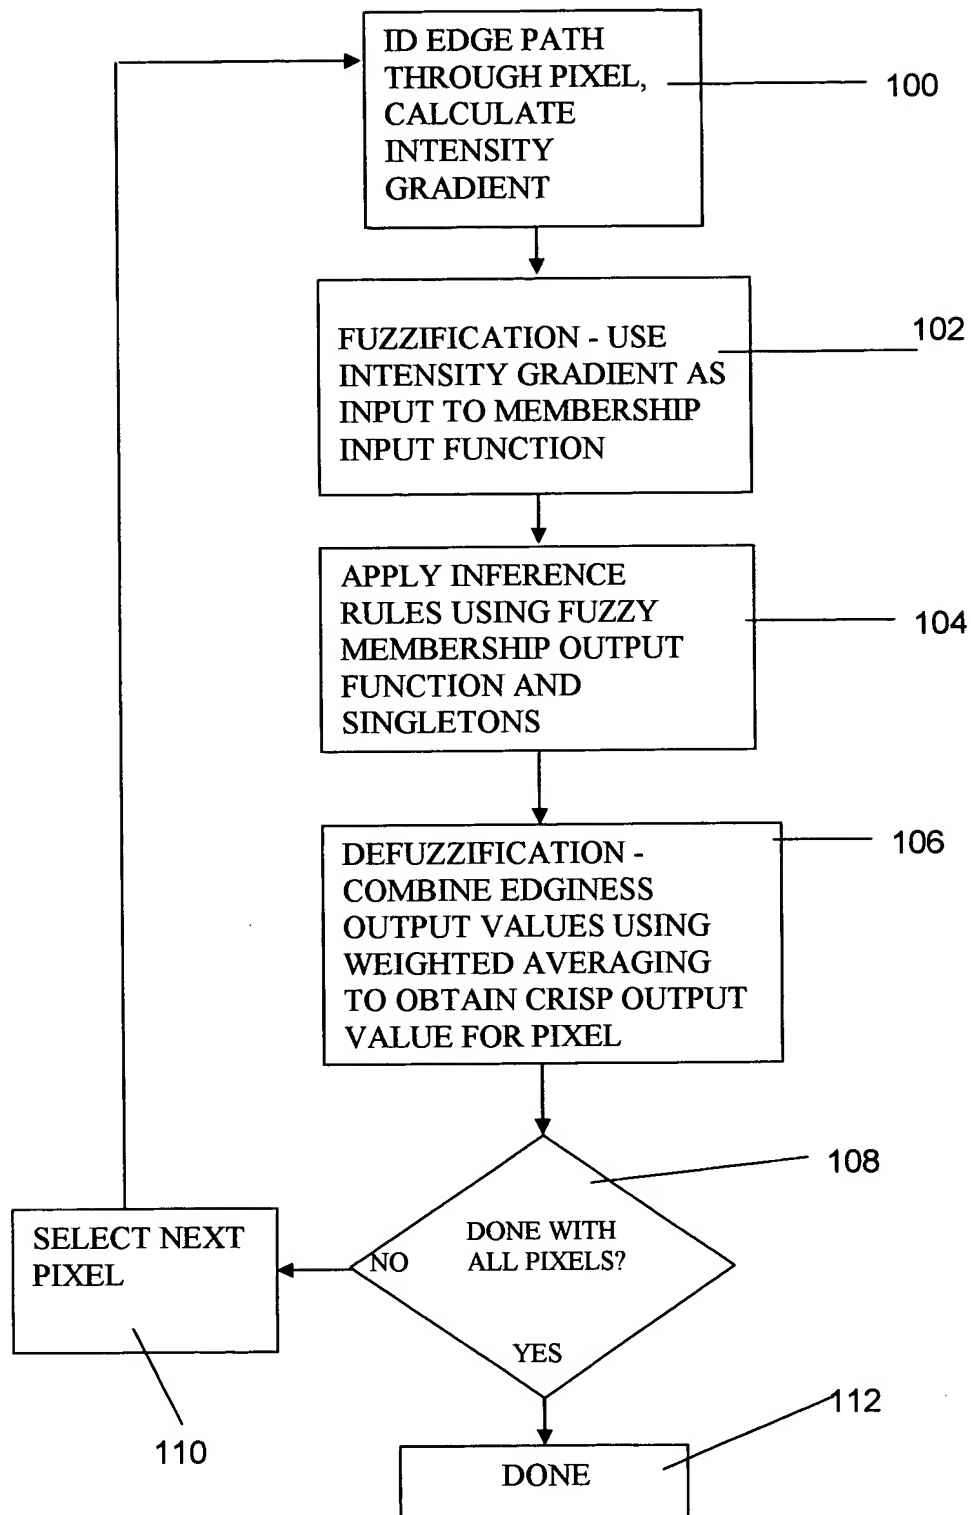 ID EDGE PATH
THROUGH PIXEL,
CALCULATE
INTENSITY
GRADIENT
100
FUZZIFICATION - USE
INTENSITY GRADIENT AS
INPUT TO MEMBERSHIP
INPUT FUNCTION
102
APPLY INFERENCE
RULES USING FUZZY
MEMBERSHIP OUTPUT
FUNCTION AND
SINGLETONS
104
DEFUZZIFICATION -
COMBINE EDGINESS
OUTPUT VALUES USING
WEIGHTED AVERAGING
TO OBTAIN CRISP OUTPUT
VALUE FOR PIXEL
106
DONE WITH
ALL PIXELS?
108
NO
YES
SELECT NEXT
PIXEL
110
DONE
112